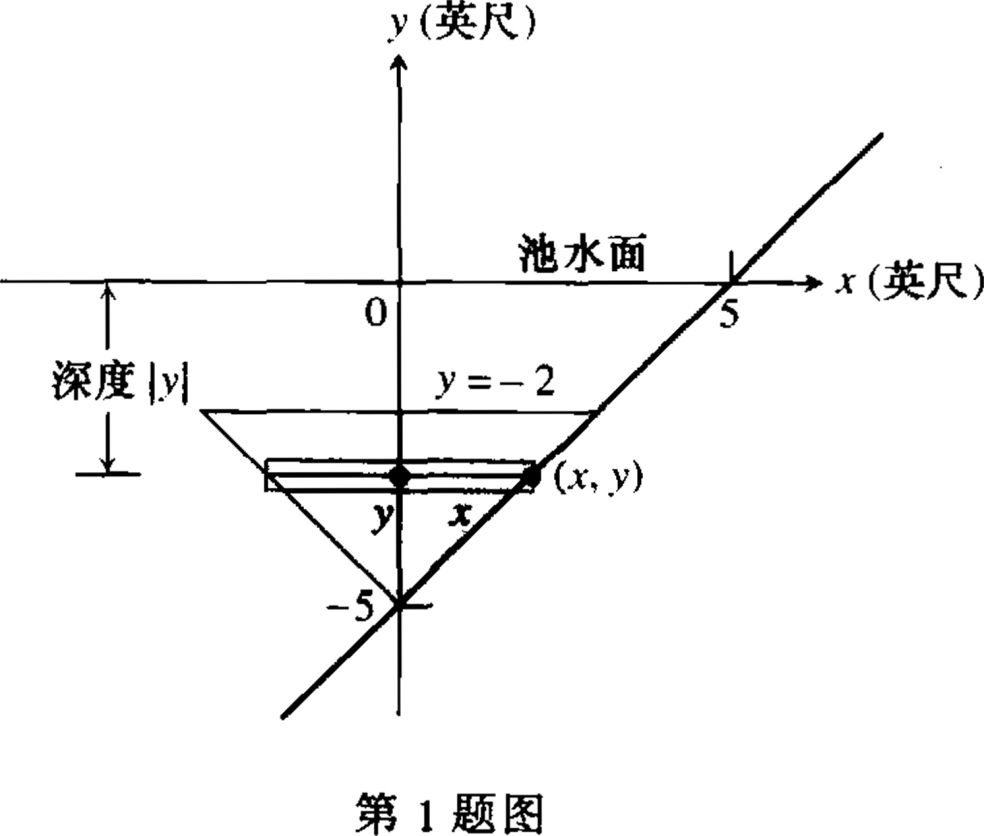 y (英尺)
池水面
x (英尺)
0
5
深度 |y|
y = – 2
(x, y)
y
x
–5
第 1 题图